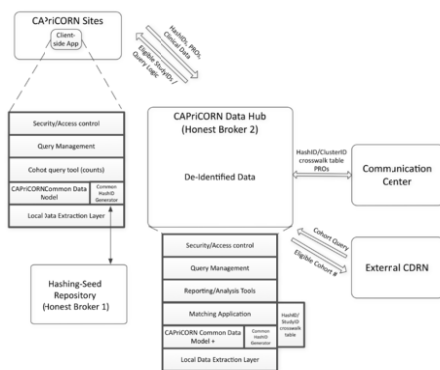 CAPriCORN Sites
Client-
side App
HashIDs, PROs,
Clinical Data
Eligible StudyIDs /
Query Logic
Security/Access control
Query Management
Cohot query tool (counts)
CAPRiCORNCommon Data
Model
Common
HashID
Generator
Local Data Extraction Layer
Hashing-Seed
Repository
(Honest Broker 1)
CAPRiCORN Data Hub
(Honest Broker 2)
De-Identified Data
HashID/ClusterID
crosswalk table
PROs
Communication
Center
Cohort Query
Eligible Cohort #
External CDRN
Security/Access control
Query Management
Reporting/Analysis Tools
Matching Application
CAPRiCORN Common Data
Model +
Common
HashID
Generator
HashID/
StudyID
crosswalk
table
Local Data Extraction Layer